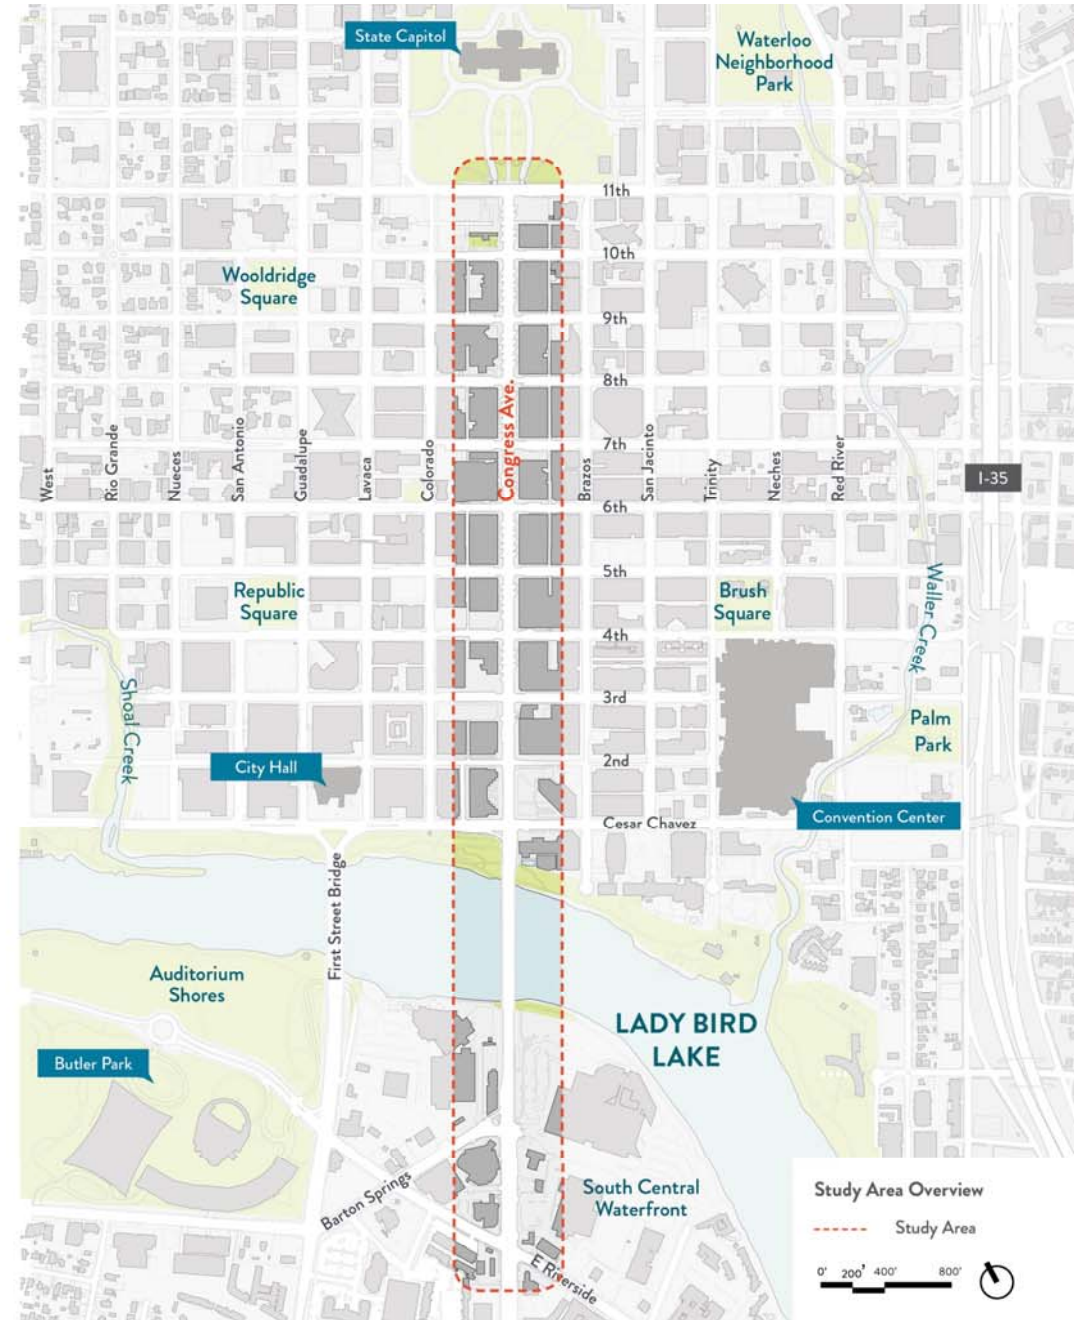 State Capitol
Waterloo
Neighborhood
Park
11th
10th
Wooldridge
Square
9th
8th
Congress Ave.
7th
West
Rio Grande
Nueces
San Antonio
Guadalupe
Lavaca
Colorado
Brazos
San Jacinto
Trinity
Neches
Red River
I-35
6th
5th
Republic
Square
Brush
Square
Waller Creek
4th
3rd
Shoal Creek
Palm
Park
2nd
City Hall
Cesar Chavez
Convention Center
First Street Bridge
Auditorium
Shores
LADY BIRD
LAKE
Butler Park
Barton Springs
South Central
Waterfront
E Riverside
Study Area Overview
Study Area
0' 200' 400' 800'